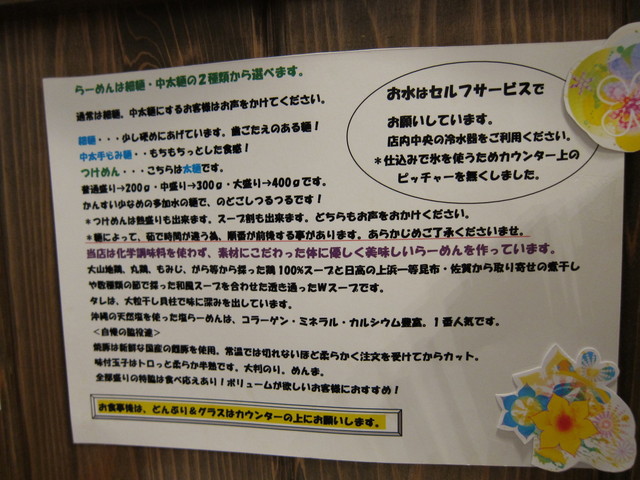 らーめんは細麺・中太麺の２種類から選べます。
通常は細麺。中太麺にするお客様はお声をかけてください。
細麺・・・少し硬めにあげています。歯ごたえのある麺！
中太手もみ麺・・もちもちっとした食感！
つけめん・・・こちらは太麺です。
普通盛り→200ｇ・中盛り→300ｇ・大盛り→400ｇです。
かんすい少なめの多加水の麺で、のどごしつるつるです！
＊つけめんは熱盛りも出来ます。スープ割も出来ます。どちらもお声をおかけください。
＊麺によって、茹で時間が違う為、順番が前後する事があります。あらかじめご了承くださいませ。
当店は化学調味料を使わず、素材にこだわった体に優しく美味しいらーめんを作っています。
大山地鶏、丸鶏、もみじ、がら等から採った鶏100％スープと日高の上浜一等昆布・佐賀から取り寄せの煮干し
や数種類の節で採った和風スープを合わせた透き通ったＷスープです。
タレは、大粒干し貝柱で味に深みを出しています。
沖縄の天然塩を使った塩らーめんは、コラーゲン・ミネラル・カルシウム豊富。１番人気です。
＜自慢の脇役達＞
焼豚は新鮮な国産の豚を使用。常温では切れないほど柔らかく注文を受けてからカット。
味付玉子はトロっと柔らか半熟です。大判のり。めんま。
全部盛りの特製は食べ応えあり！ボリュームが欲しいお客様におすすめ！
お食事後は、どんぶり＆グラスはカウンターの上にお願いします。
お水はセルフサービスで
お願いしています。
店内中央の冷水器をご利用ください。
＊仕込みで氷を使うためカウンター上の
ピッチャーを無くしました。